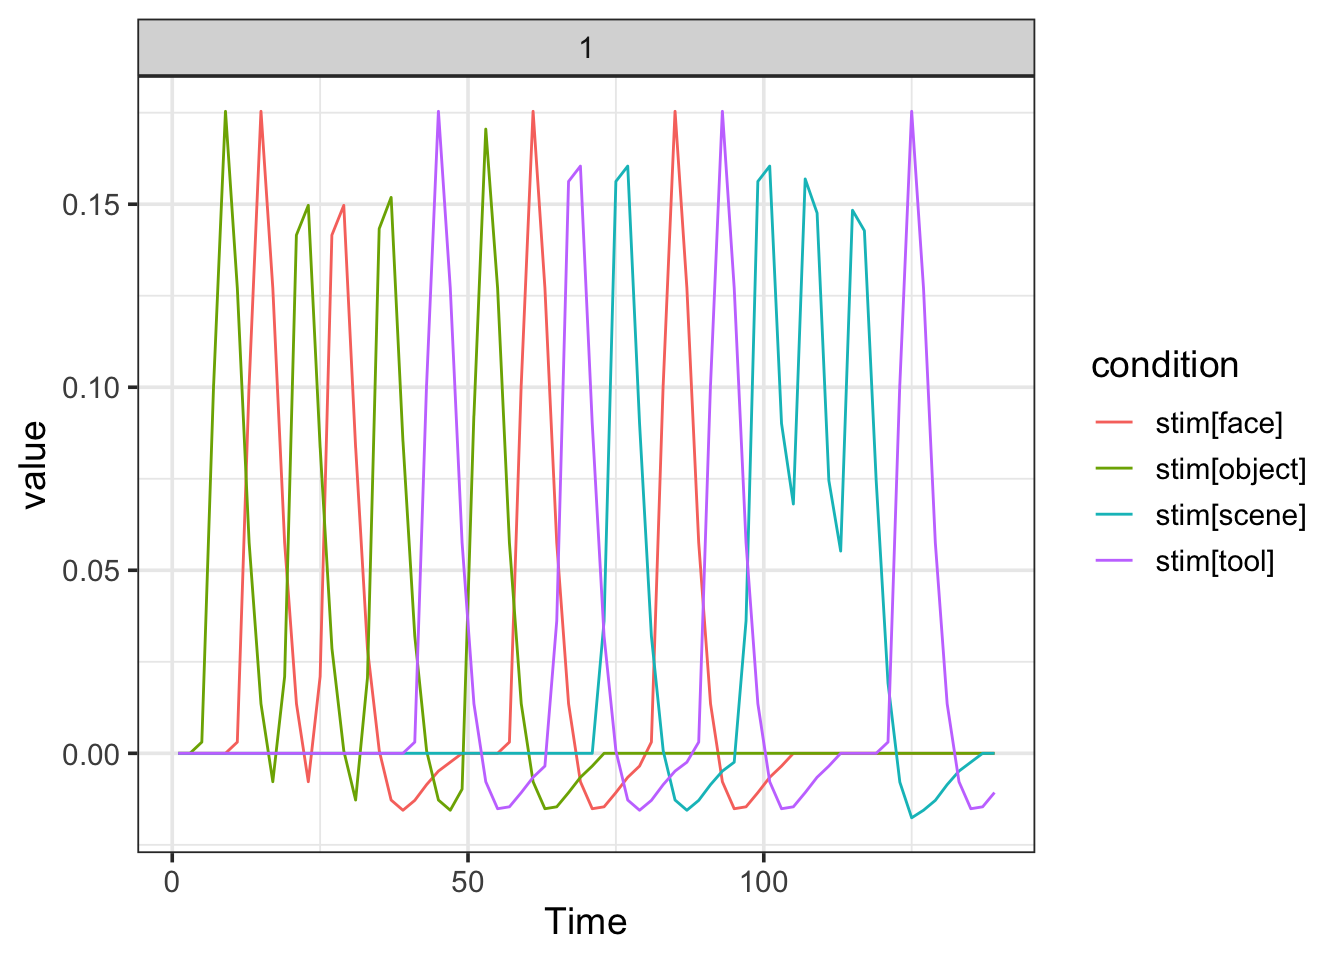 1
0.15
0.10
0.05
0.00
value
0
50
100
Time
condition
stim[face]
stim[object]
stim[scene]
stim[tool]